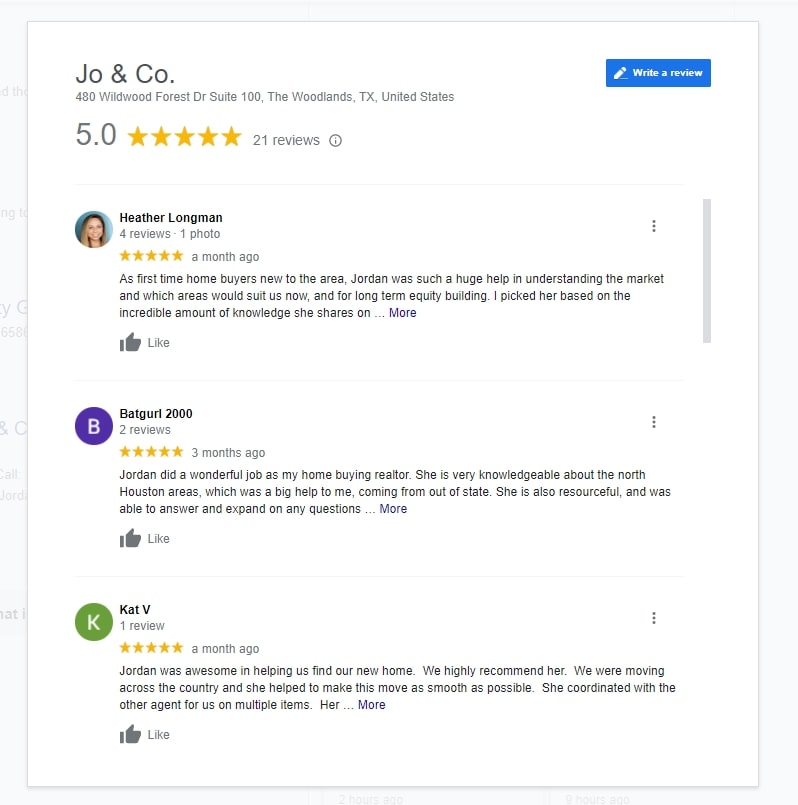 Jo & Co.
Write a review
480 Wildwood Forest Dr Suite 100, The Woodlands, TX, United States
5.0
21 reviews
Heather Longman
4 reviews · 1 photo
a month ago
As first time home buyers new to the area, Jordan was such a huge help in understanding the market
and which areas would suit us now, and for long term equity building. I picked her based on the
incredible amount of knowledge she shares on ... More
Like
B
Batgurl 2000
2 reviews
3 months ago
Jordan did a wonderful job as my home buying realtor. She is very knowledgeable about the north
Houston areas, which was a big help to me, coming from out of state. She is also resourceful, and was
able to answer and expand on any questions ... More
Like
K
Kat V
1 review
a month ago
Jordan was awesome in helping us find our new home.  We highly recommend her.  We were moving
across the country and she helped to make this move as smooth as possible.  She coordinated with the
other agent for us on multiple items.  Her ... More
Like
2 hours ago
9 hours ago